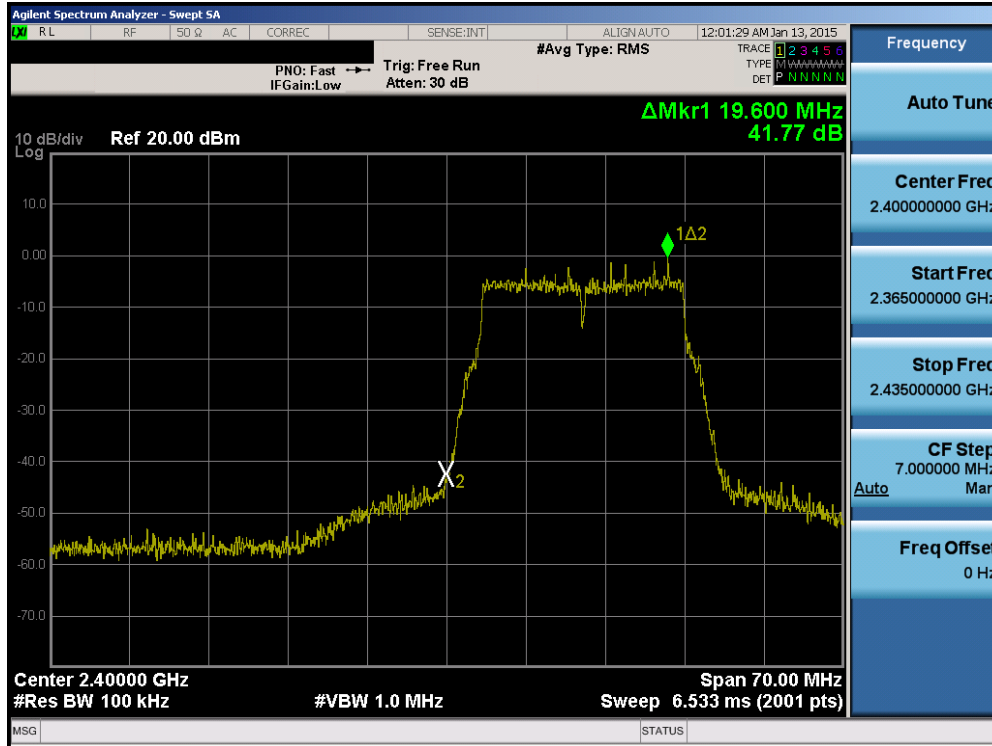 Agilent Spectrum Analyzer - Swept SA
LXI RL RF 50 Ω AC CORREC SENSE:INT ALIGN AUTO 12:01:29 AM Jan 13, 2015
Frequency
#Avg Type: RMS
TRACE 1 2 3 4 5 6
PNO: Fast
Trig: Free Run
TYPE M WWWWW
IFGain:Low
Atten: 30 dB
DET P N N N N N
Auto Tune
ΔMkr1 19.600 MHz
41.77 dB
10 dB/div Ref 20.00 dBm
Log
Center Freq
2.400000000 GHz
10.0
1Δ2
0.00
Start Freq
2.365000000 GHz
-10.0
-20.0
Stop Freq
2.435000000 GHz
-30.0
-40.0
X2
CF Step
7.000000 MHz
Auto Man
-50.0
Freq Offset
0 Hz
-60.0
-70.0
Center 2.40000 GHz Span 70.00 MHz
#Res BW 100 kHz #VBW 1.0 MHz Sweep 6.533 ms (2001 pts)
MSG STATUS